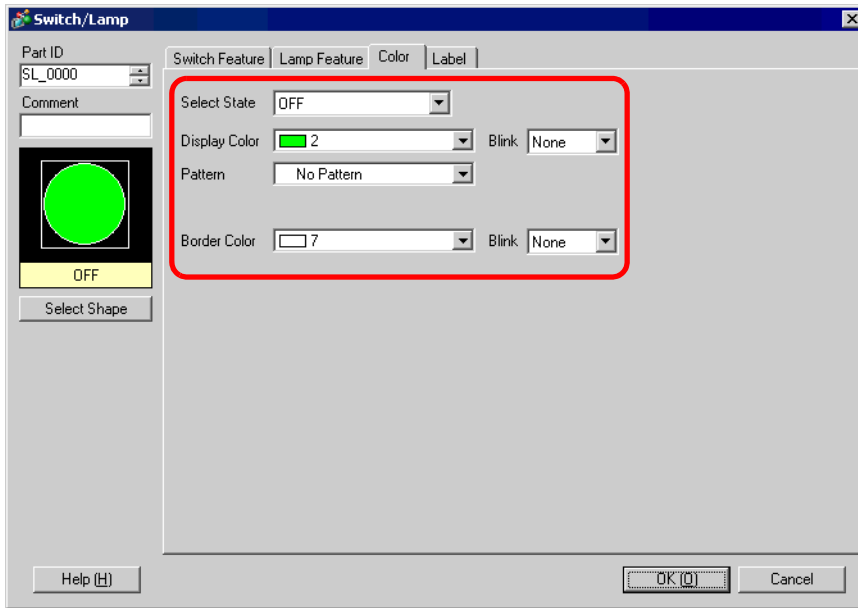 Switch/Lamp
Part ID
SL_0000
Comment
OFF
Select Shape
Switch Feature Lamp Feature Color Label
Select State OFF
Display Color 2 Blink None
Pattern No Pattern
Border Color 7 Blink None
Help (H) OK (O) Cancel